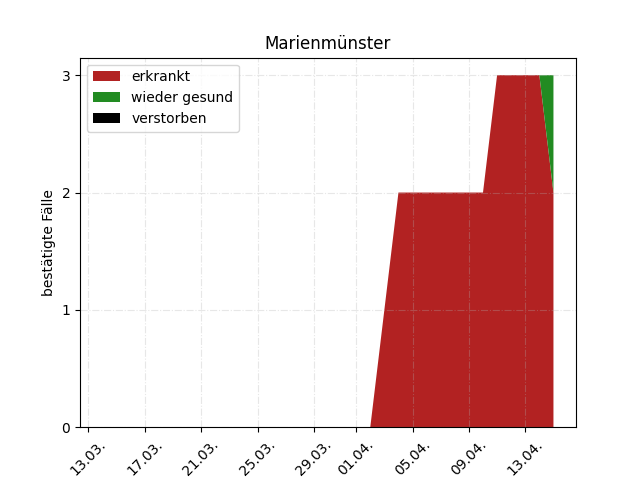 Marienmünster
erkrankt
wieder gesund
verstorben
bestätigte Fälle
3
2
1
0
13.03.
17.03.
21.03.
25.03.
29.03.
01.04.
05.04.
09.04.
13.04.